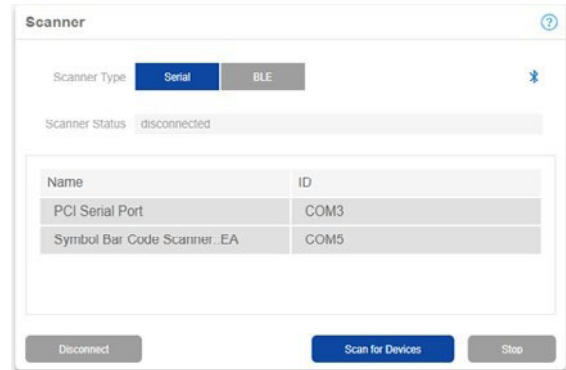 Scanner
Scanner Type Serial BLE
Scanner Status disconnected
Name ID
PCI Serial Port COM3
Symbol Bar Code Scanner..EA COM5
Disconnect Scan for Devices Stop